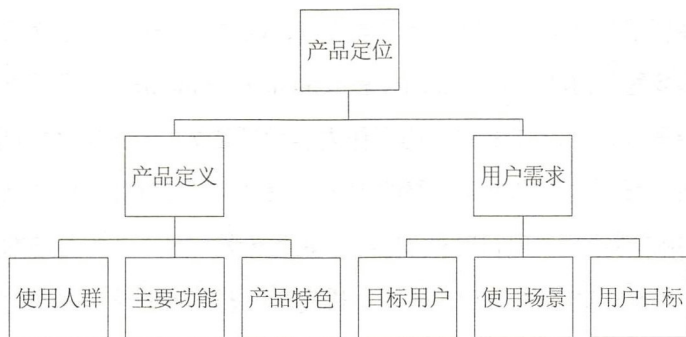 产品定位
产品定义
用户需求
使用人群
主要功能
产品特色
目标用户
使用场景
用户目标